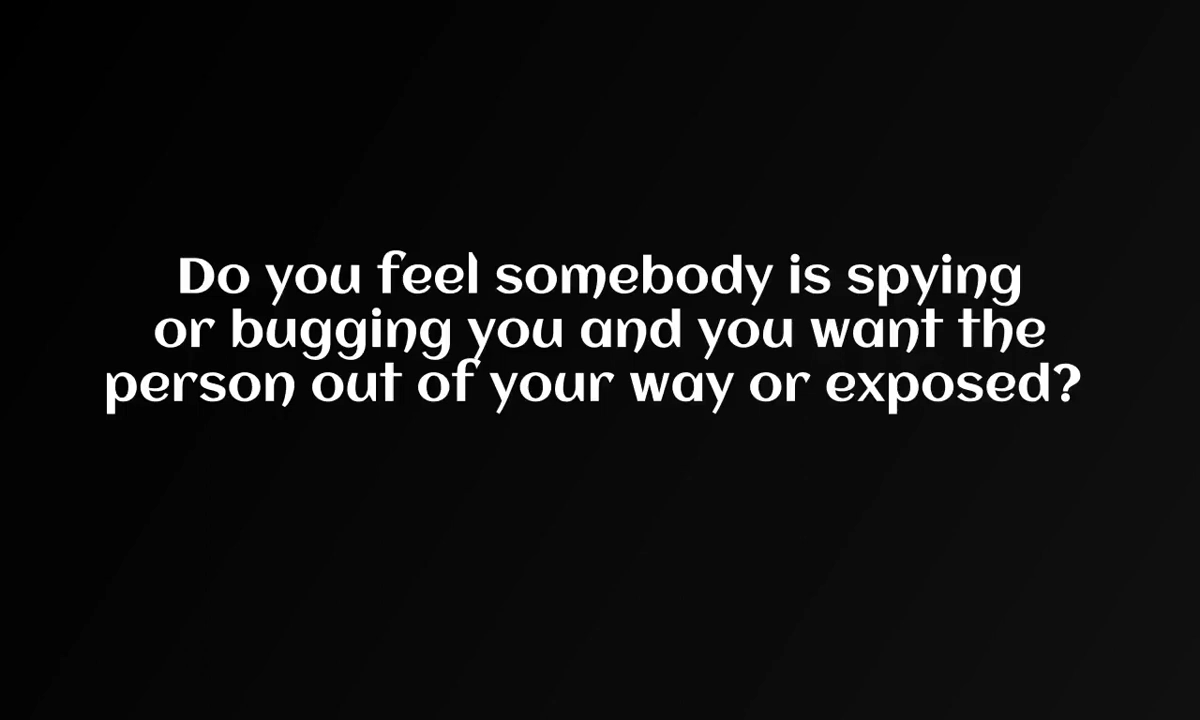 Do you feel somebody is spying
or bugging you and you want the
person out of your way or exposed?